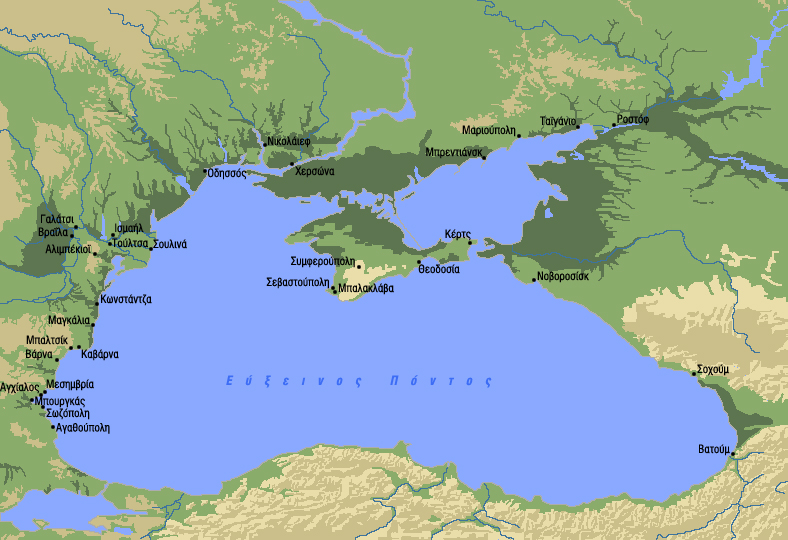 Ροστόφ
Ταϊγάνιο
Μαριούπολη
Μπρεντιάνσκ
Νικολάιεφ
Χερσώνα
Οδησσός
Γαλάτσι
Βραΐλα
Ισμαήλ
Τούλτσα
Σουλινά
Αλιμπέκιοϊ
Κέρτς
Συμφερούπολη
Θεοδοσία
Σεβαστούπολη
Μπαλακλάβα
Νοβοροσίσκ
Κωνστάντζα
Μαγκάλια
Μπαλτσίκ
Βάρνα
Καβάρνα
Σοχούμ
Εύξεινος Πόντος
Αγχίαλος
Μεσημβρία
Μπουργκάς
Σωζόπολη
Αγαθούπολη
Βατούμ